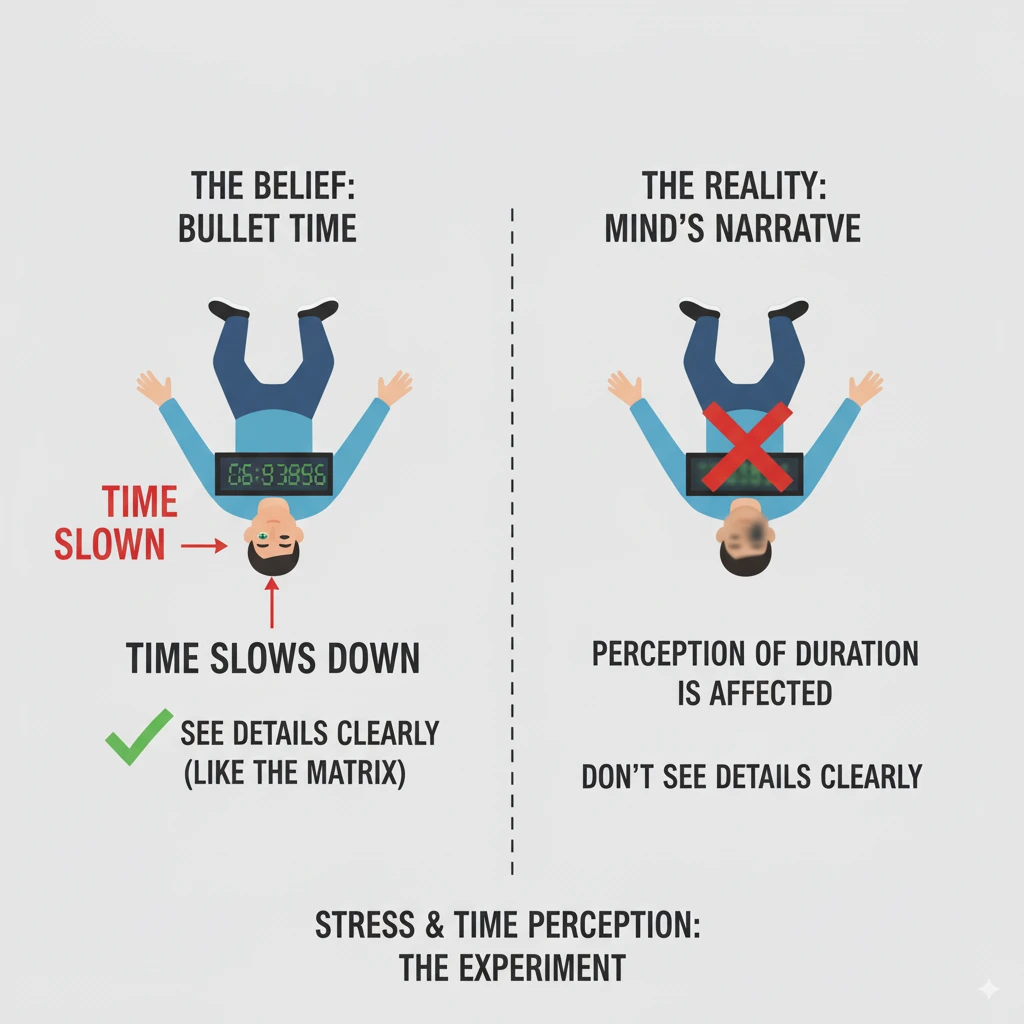 THE BELIEF:
BULLET TIME
THE REALITY:
MIND'S NARRATVE
06:93896
TIME
SLOWN
TIME SLOWS DOWN
SEE DETAILS CLEARLY
(LIKE THE MATRIX)
PERCEPTION OF DURATION
IS AFFECTED
DON'T SEE DETAILS CLEARLY
STRESS & TIME PERCEPTION:
THE EXPERIMENT